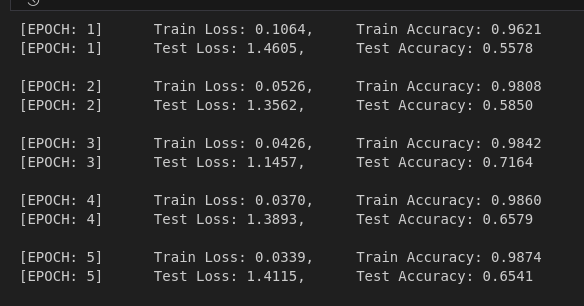 [EPOCH: 1] Train Loss: 0.1064, Train Accuracy: 0.9621
[EPOCH: 1] Test Loss: 1.4605, Test Accuracy: 0.5578
[EPOCH: 2] Train Loss: 0.0526, Train Accuracy: 0.9808
[EPOCH: 2] Test Loss: 1.3562, Test Accuracy: 0.5850
[EPOCH: 3] Train Loss: 0.0426, Train Accuracy: 0.9842
[EPOCH: 3] Test Loss: 1.1457, Test Accuracy: 0.7164
[EPOCH: 4] Train Loss: 0.0370, Train Accuracy: 0.9860
[EPOCH: 4] Test Loss: 1.3893, Test Accuracy: 0.6579
[EPOCH: 5] Train Loss: 0.0339, Train Accuracy: 0.9874
[EPOCH: 5] Test Loss: 1.4115, Test Accuracy: 0.6541